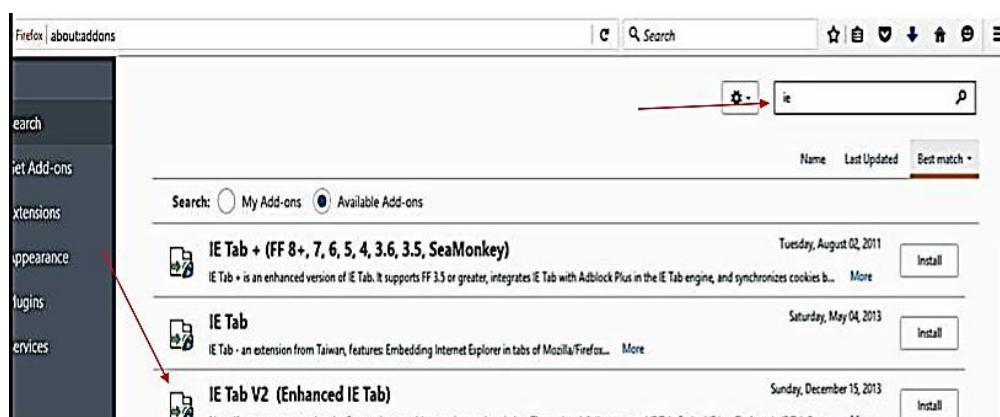 Firefox about:addons
Search
ie
earch
Name Last Updated Best match
et Add-ons
Search: My Add-ons Available Add-ons
xtensions
IE Tab + (FF 8+, 7, 6, 5, 4, 3.6, 3.5, SeaMonkey)
Tuesday, August 02, 2011
Install
ppearance
IE Tab + is an enhanced version of IE Tab. It supports FF 3.5 or greater, integrates IE Tab with Adblock Plus in the IE Tab engine, and synchronizes cookies b... More
lugins
IE Tab
Saturday, May 04, 2013
Install
ervices
IE Tab - an extension from Taiwan, features: Embedding Internet Explorer in tabs of Mozilla/Firefox... More
IE Tab V2 (Enhanced IE Tab)
Sunday, December 15, 2013
Install